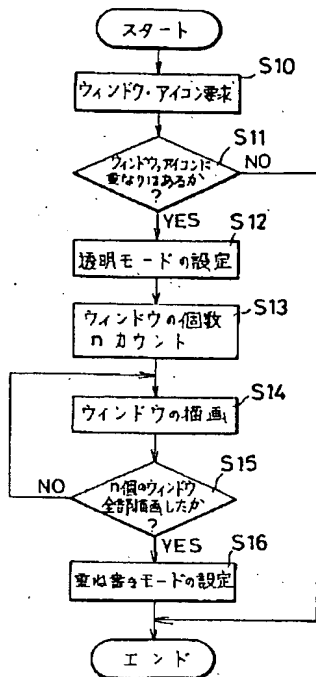 スタート
S10
ウィンドウ・アイコン要求
S11
ウィンドウ,アイコンに
重なりはあるか
?
NO
YES
S12
透明モードの設定
S13
ウィンドウの個数
n カウント
S14
ウィンドウの描画
S15
n個のウィンドウ
全部描画したか
?
NO
YES
S16
重ね書きモードの設定
エンド